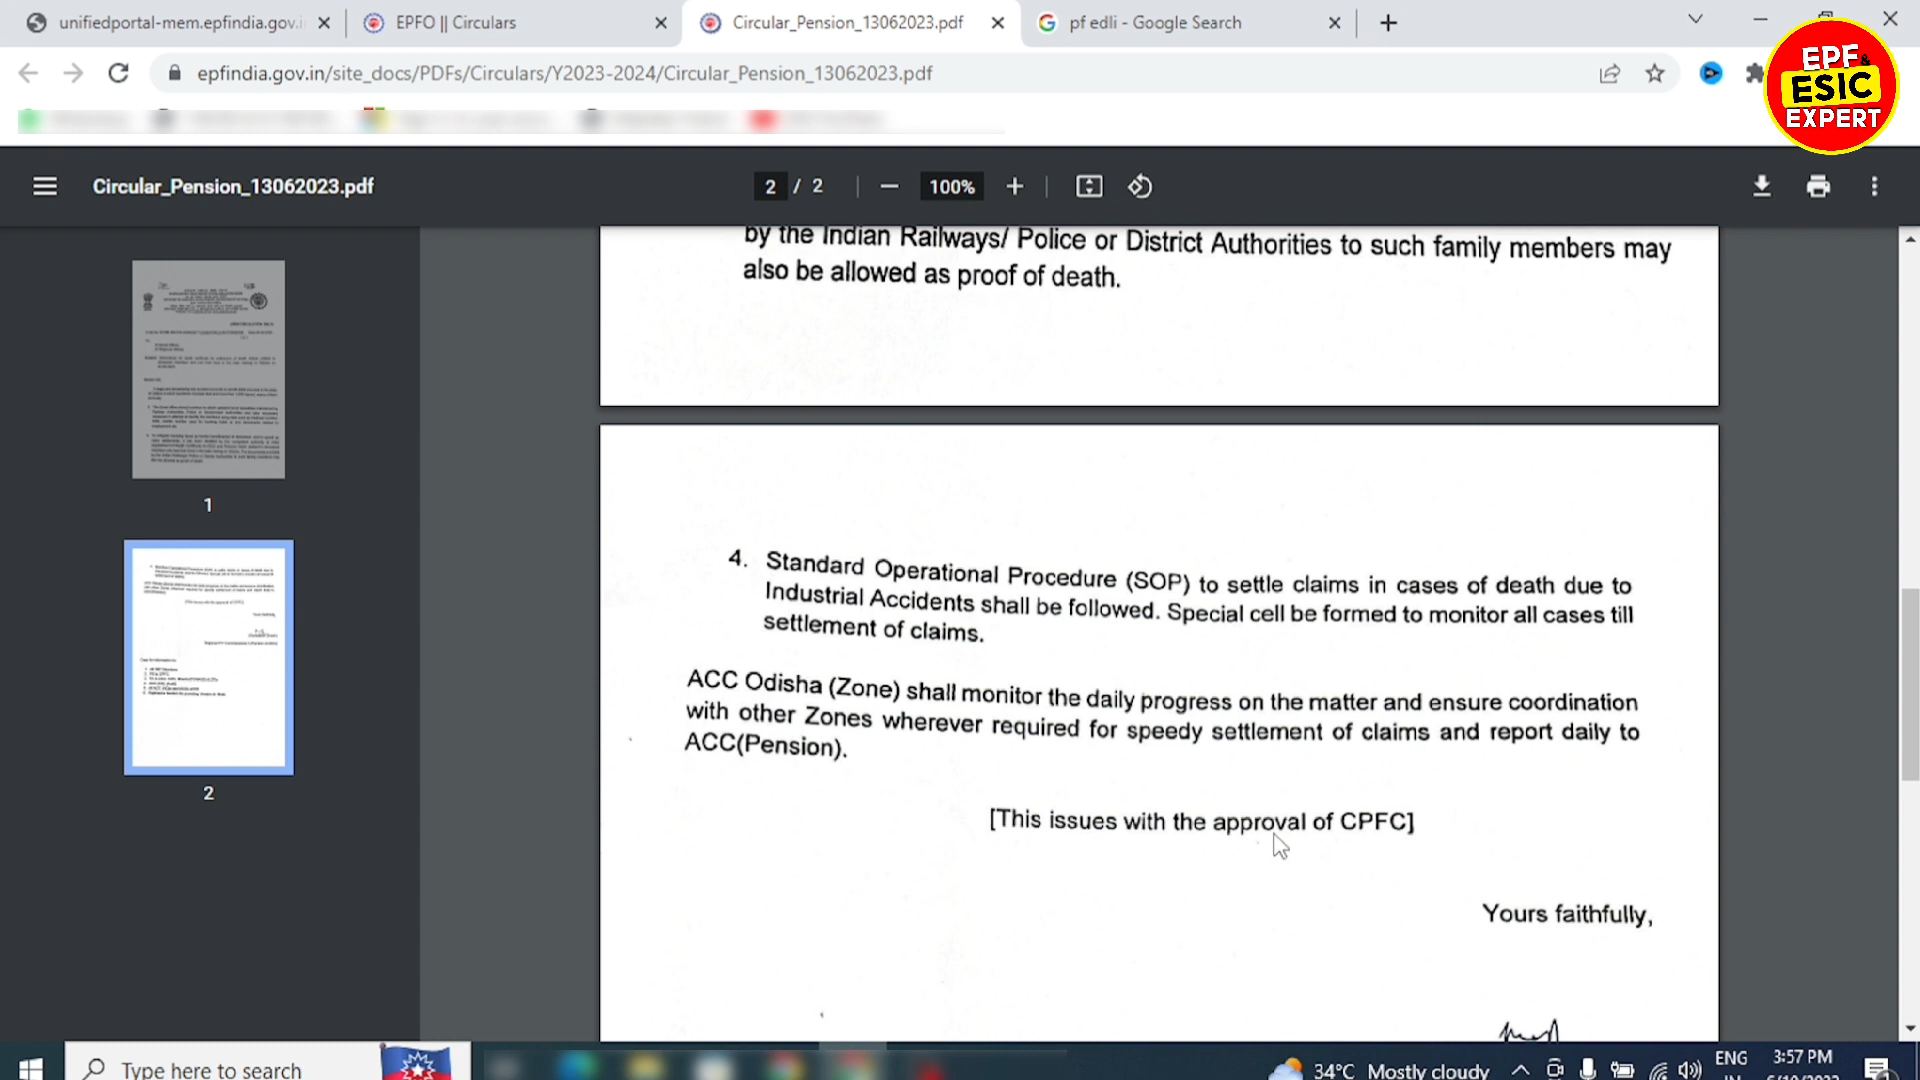 unifiedportal-mem.epfindia.gov.i
EPFO || Circulars
Circular_Pension_13062023.pdf
pf edli - Google Search
epfindia.gov.in/site_docs/PDFs/Circulars/Y2023-2024/Circular_Pension_13062023.pdf
EPF &
ESIC
EXPERT
Circular_Pension_13062023.pdf
2 / 2
100%
by the Indian Railways/ Police or District Authorities to such family members may
also be allowed as proof of death.
1
2
4. Standard Operational Procedure (SOP) to settle claims in cases of death due to
Industrial Accidents shall be followed. Special cell be formed to monitor all cases till
settlement of claims.
ACC Odisha (Zone) shall monitor the daily progress on the matter and ensure coordination
with other Zones wherever required for speedy settlement of claims and report daily to
ACC(Pension).
[This issues with the approval of CPFC]
Yours faithfully,
Type here to search
34°C Mostly cloudy
ENG
3:57 PM